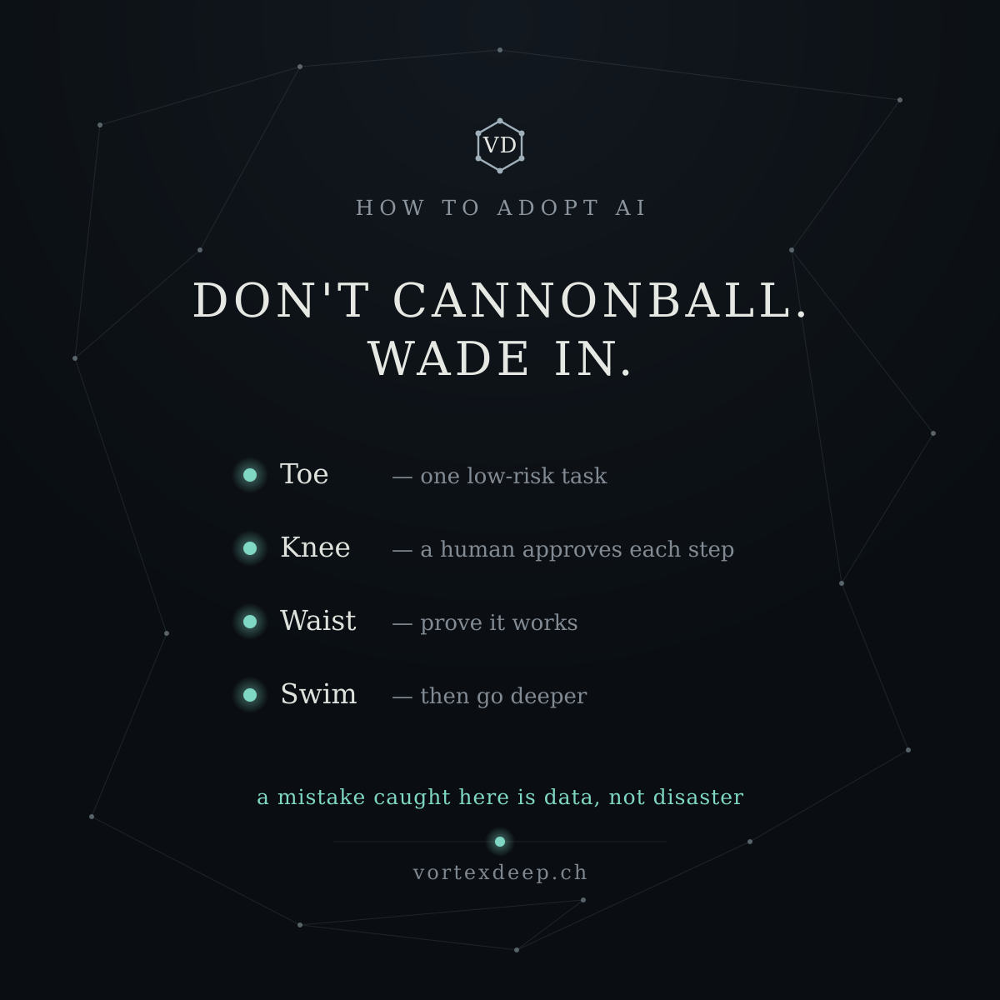 VD
HOW TO ADOPT AI
DON'T CANNONBALL.
WADE IN.
Toe — one low-risk task
Knee — a human approves each step
Waist — prove it works
Swim — then go deeper
a mistake caught here is data, not disaster
vortexdeep.ch